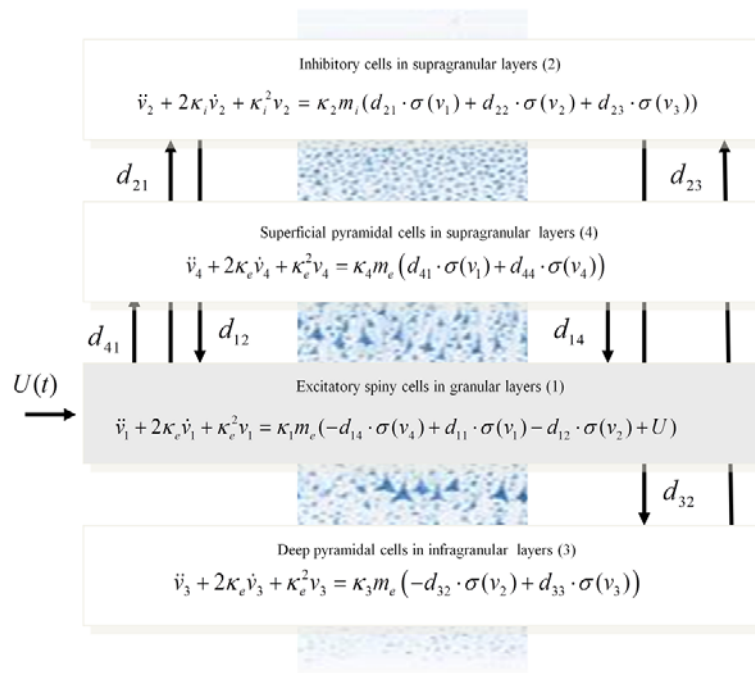 Inhibitory cells in supragranular layers (2)
v̈₂ + 2κᵢv̇₂ + κᵢ²v₂ = κ₂mᵢ(d₂₁ · σ(v₁) + d₂₂ · σ(v₂) + d₂₃ · σ(v₃))
d₂₁
d₂₃
Superficial pyramidal cells in supragranular layers (4)
v̈₄ + 2κₑv̇₄ + κₑ²v₄ = κ₄mₑ(d₄₁ · σ(v₁) + d₄₄ · σ(v₄))
d₄₁
d₁₂
d₁₄
U(t)
Excitatory spiny cells in granular layers (1)
v̈₁ + 2κₑv̇₁ + κₑ²v₁ = κ₁mₑ(−d₁₄ · σ(v₄) + d₁₁ · σ(v₁) − d₁₂ · σ(v₂) + U)
d₃₂
Deep pyramidal cells in infragranular layers (3)
v̈₃ + 2κₑv̇₃ + κₑ²v₃ = κ₃mₑ(−d₃₂ · σ(v₂) + d₃₃ · σ(v₃))